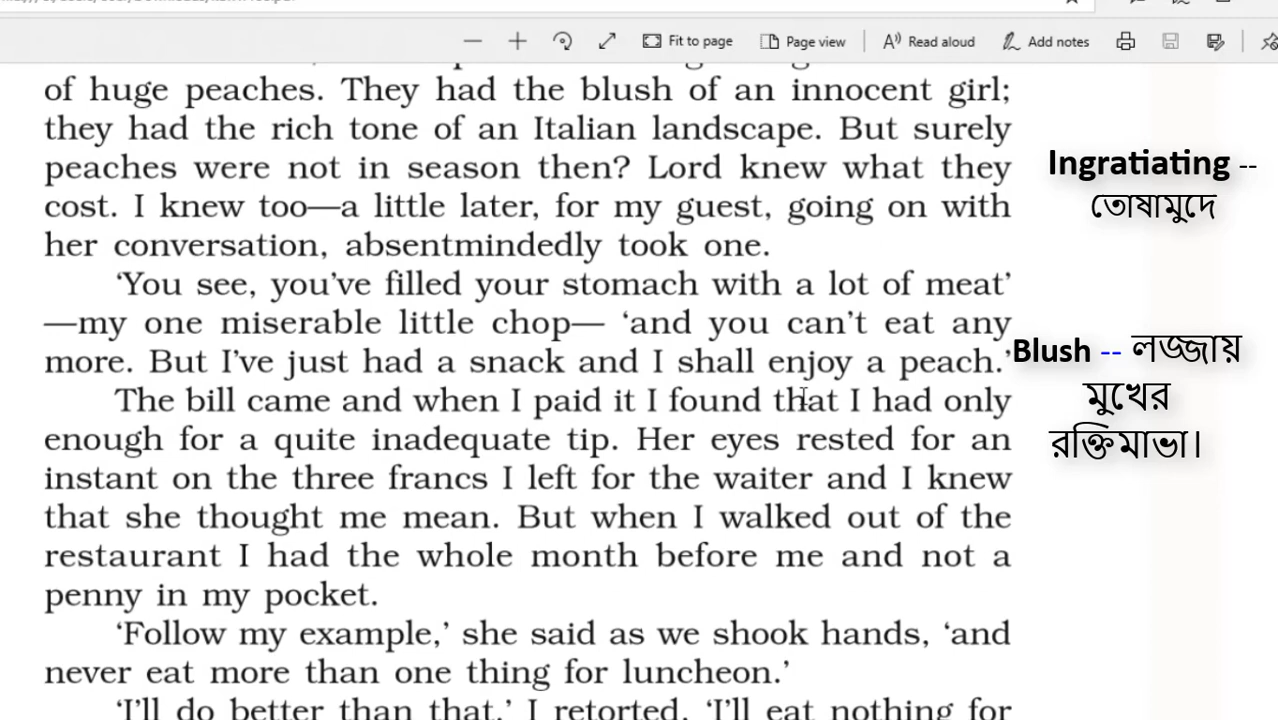 Fit to page
Page view
Read aloud
Add notes
of huge peaches. They had the blush of an innocent girl;
they had the rich tone of an Italian landscape. But surely
peaches were not in season then? Lord knew what they
cost. I knew too—a little later, for my guest, going on with
her conversation, absentmindedly took one.
‘You see, you’ve filled your stomach with a lot of meat’
—my one miserable little chop— ‘and you can’t eat any
more. But I’ve just had a snack and I shall enjoy a peach.’
The bill came and when I paid it I found that I had only
enough for a quite inadequate tip. Her eyes rested for an
instant on the three francs I left for the waiter and I knew
that she thought me mean. But when I walked out of the
restaurant I had the whole month before me and not a
penny in my pocket.
‘Follow my example,’ she said as we shook hands, ‘and
never eat more than one thing for luncheon.’
‘I’ll do better than that,’ I retorted. ‘I’ll eat nothing for
Ingratiating --
তোষামুদে
Blush -- লজ্জায়
মুখের
রক্তিমাভা।